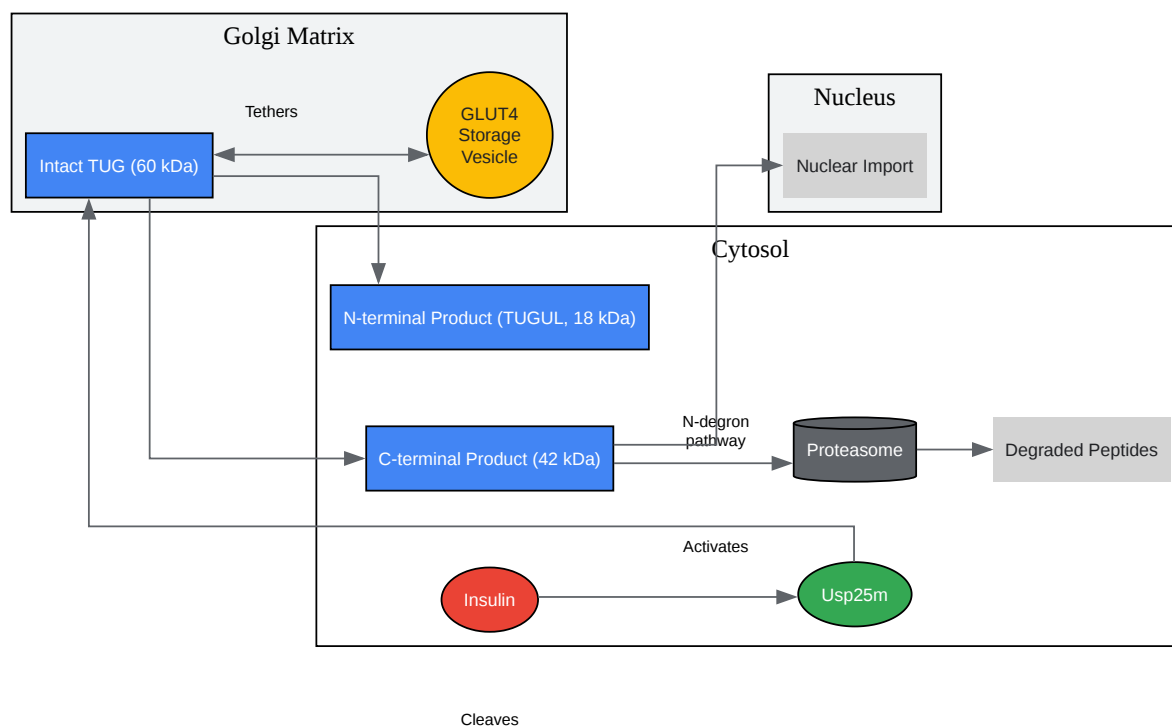 Golgi Matrix
Tethers
GLUT4
Storage
Vesicle
Intact TUG (60 kDa)
Nucleus
Nuclear Import
Cytosol
N-terminal Product (TUGUL, 18 kDa)
N-degron
pathway
C-terminal Product (42 kDa)
Proteasome
Degraded Peptides
Activates
Insulin
Usp25m
Cleaves